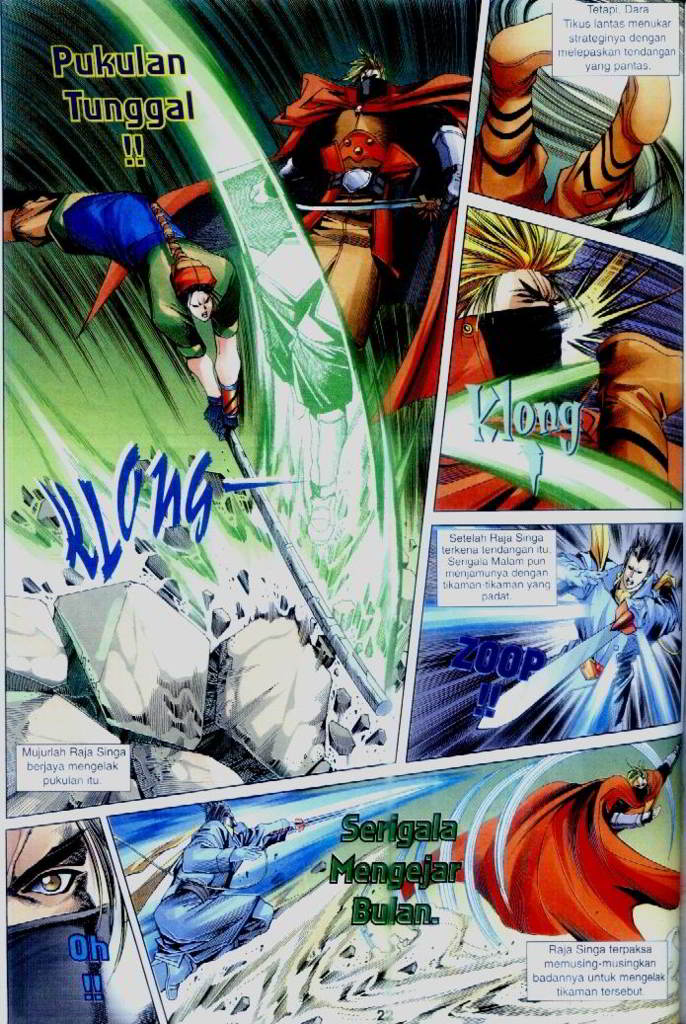 Pukulan
Tunggal
!!
Klong
Mujurlah Raja Singa
berjaya mengelak
pukulan itu.
Tetapi, Dara
Tikus lantas menukar
strateginya dengan
melepaskan tendangan
yang pantas.
Klong
!
Setelah Raja Singa
terkena tendangan itu,
Serigala Malam pun
menjamunya dengan
tikaman-tikaman yang
padat.
ZOOP
!!
Oh
!!
Serigala
Mengejar
Bulan.
Raja Singa terpaksa
memusing-musingkan
badannya untuk mengelak
tikaman tersebut.
22